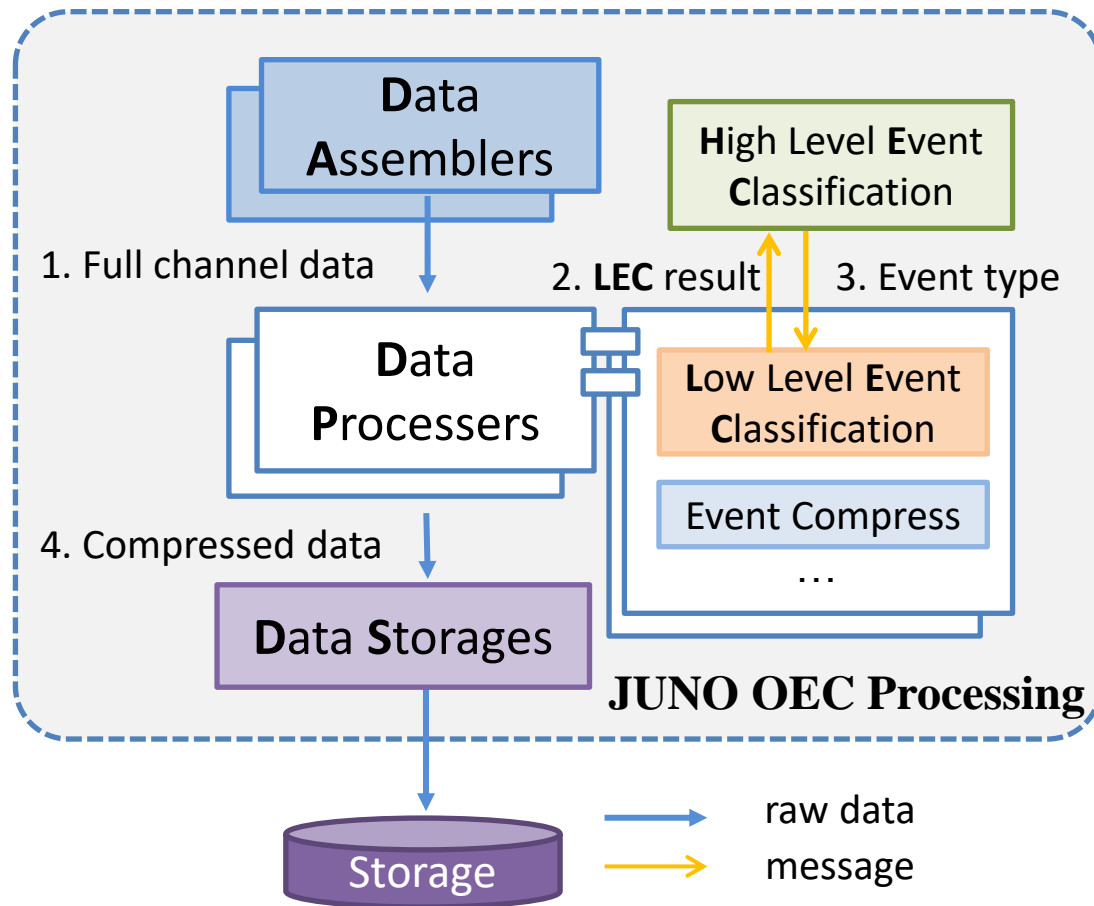 Data
Assemblers
High Level Event
Classification
1. Full channel data
2. LEC result
3. Event type
Data
Processers
Low Level Event
Classification
Event Compress
...
4. Compressed data
Data Storages
JUNO OEC Processing
raw data
message
Storage